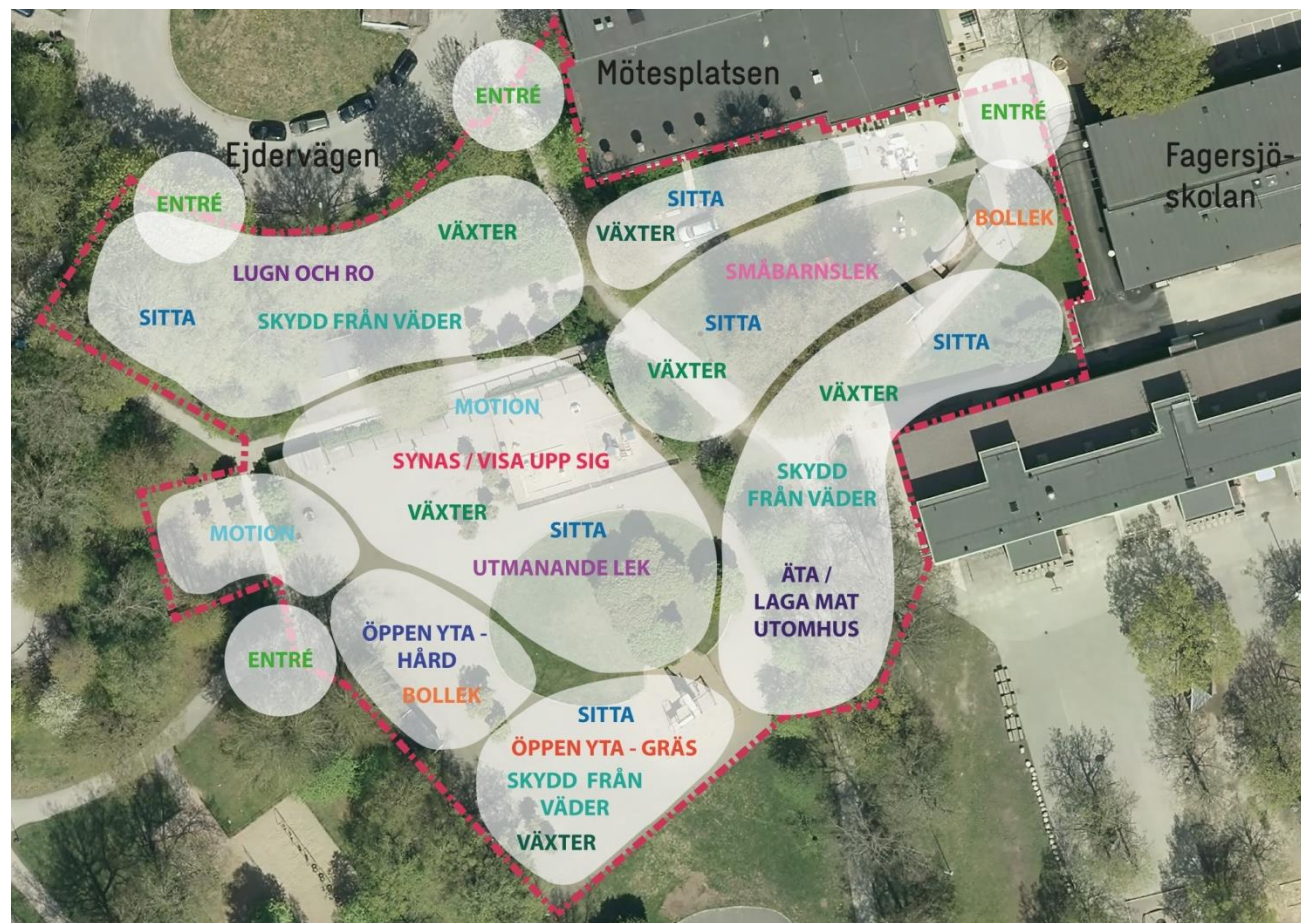 Mötesplsatsen
ENTRÉ
ENTRÉ
Ejdervägen
Fagersjö-
skolan
ENTRÉ
SITTA
VÄXTER
BOLLEK
VÄXTER
LUGN OCH RO
SMÅBARNSLEK
SITTA
SKYDD FRÅN VÄDER
SITTA
SITTA
VÄXTER
VÄXTER
MOTION
SYNAS / VISA UPP SIG
SKYDD
FRÅN VÄDER
VÄXTER
MOTION
SITTA
UTMANANDE LEK
ÄTA /
LAGA MAT
UTOMHUS
ÖPPEN YTA -
HÅRD
ENTRÉ
BOLLEK
SITTA
ÖPPEN YTA - GRÄS
SKYDD FRÅN
VÄDER
VÄXTER